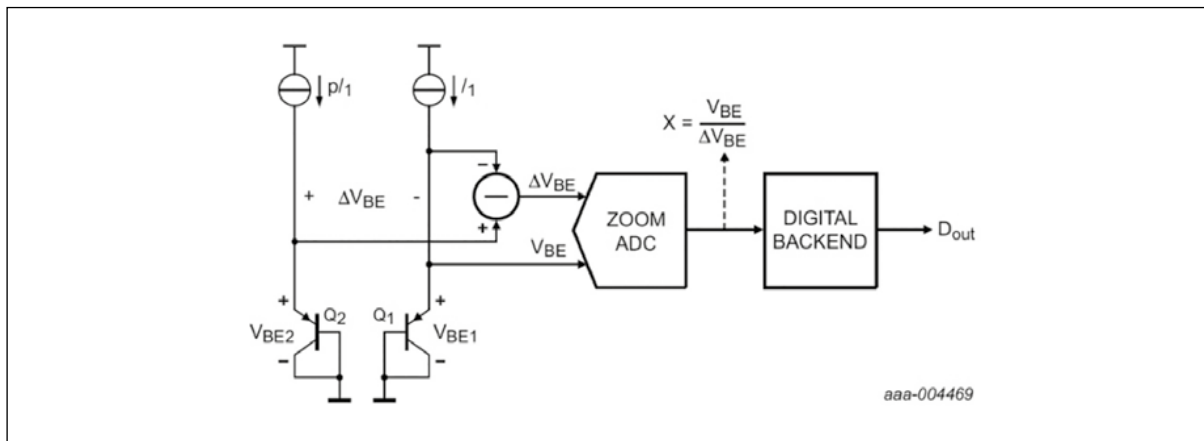 p/1
/1
X = VBE / ΔVBE
-
+ ΔVBE -
ΔVBE
+
ZOOM
ADC
DIGITAL
BACKEND
Dout
VBE
+
+
Q2
Q1
VBE2
VBE1
-
-
aaa-004469